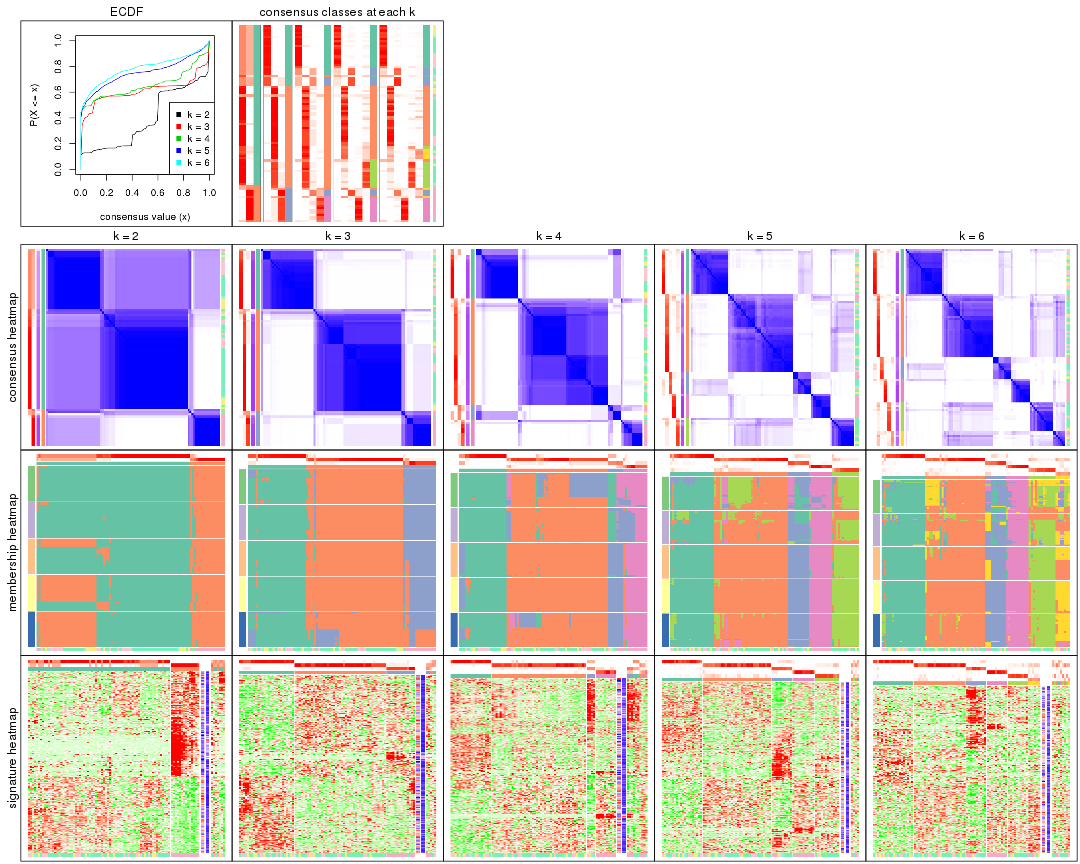 ECDF
consensus classes at each k
P(X <= x)
0.0 0.2 0.4 0.6 0.8 1.0
k = 2
k = 3
k = 4
k = 5
k = 6
0.0 0.2 0.4 0.6 0.8 1.0
consensus value (x)
k = 2 k = 3 k = 4 k = 5 k = 6
consensus heatmap
membership heatmap
signature heatmap